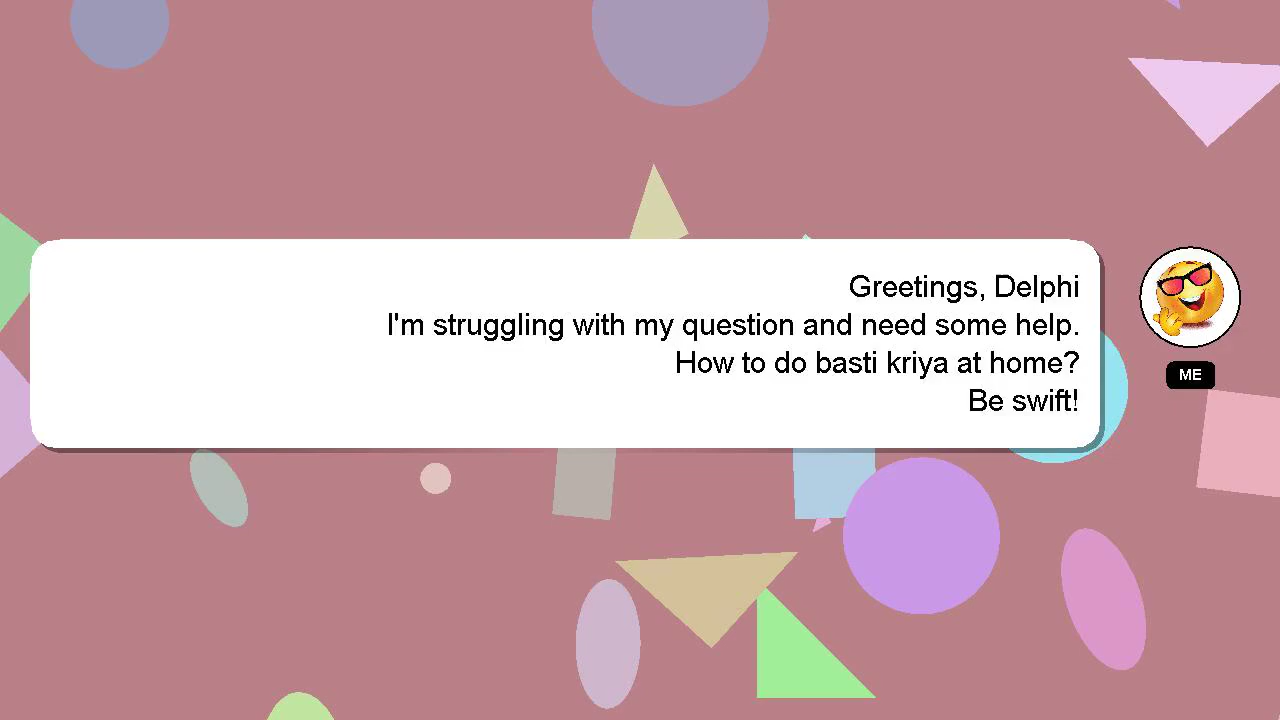 Greetings, Delphi
I'm struggling with my question and need some help.
How to do basti kriya at home?
Be swift!
ME